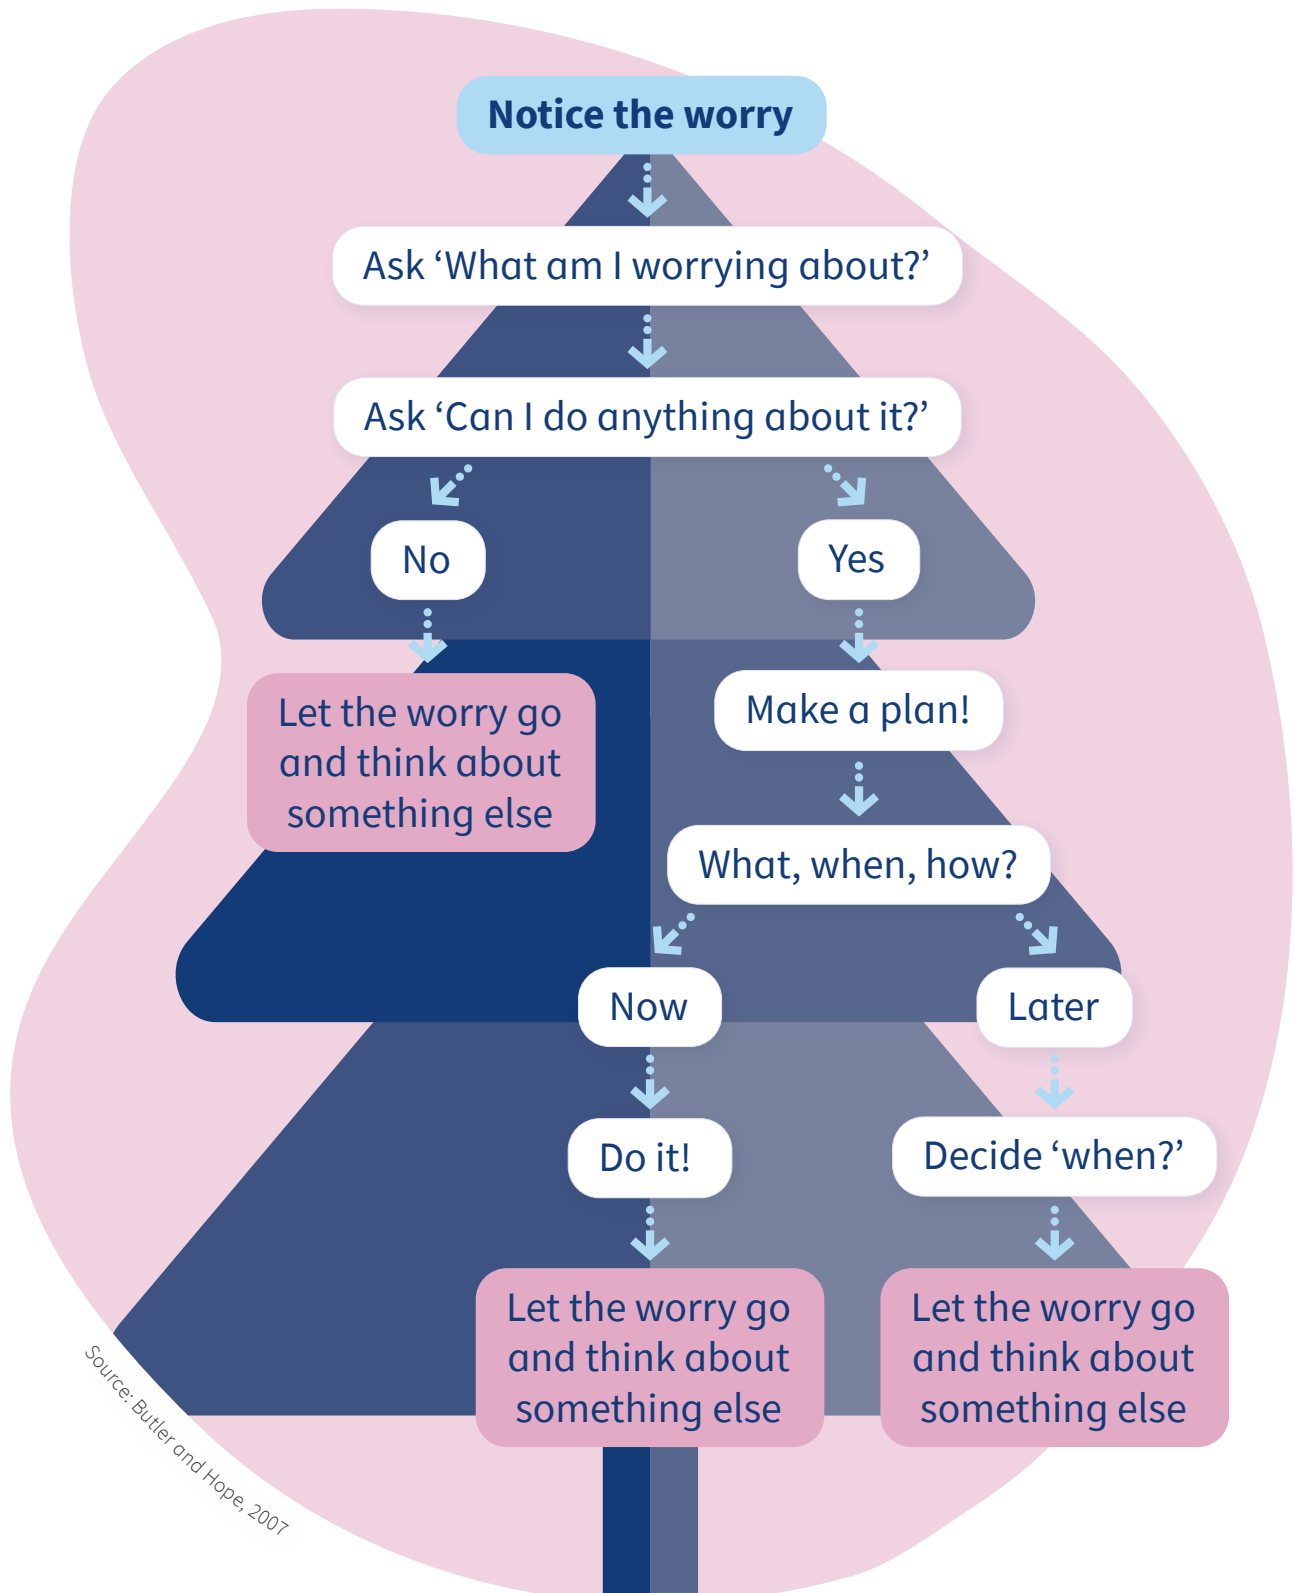 Notice the worry
Ask ‘What am I worrying about?’
Ask ‘Can I do anything about it?’
No
Yes
Let the worry go
and think about
something else
Make a plan!
What, when, how?
Now
Later
Do it!
Decide ‘when?’
Let the worry go
and think about
something else
Let the worry go
and think about
something else
Source: Butler and Hope, 2007